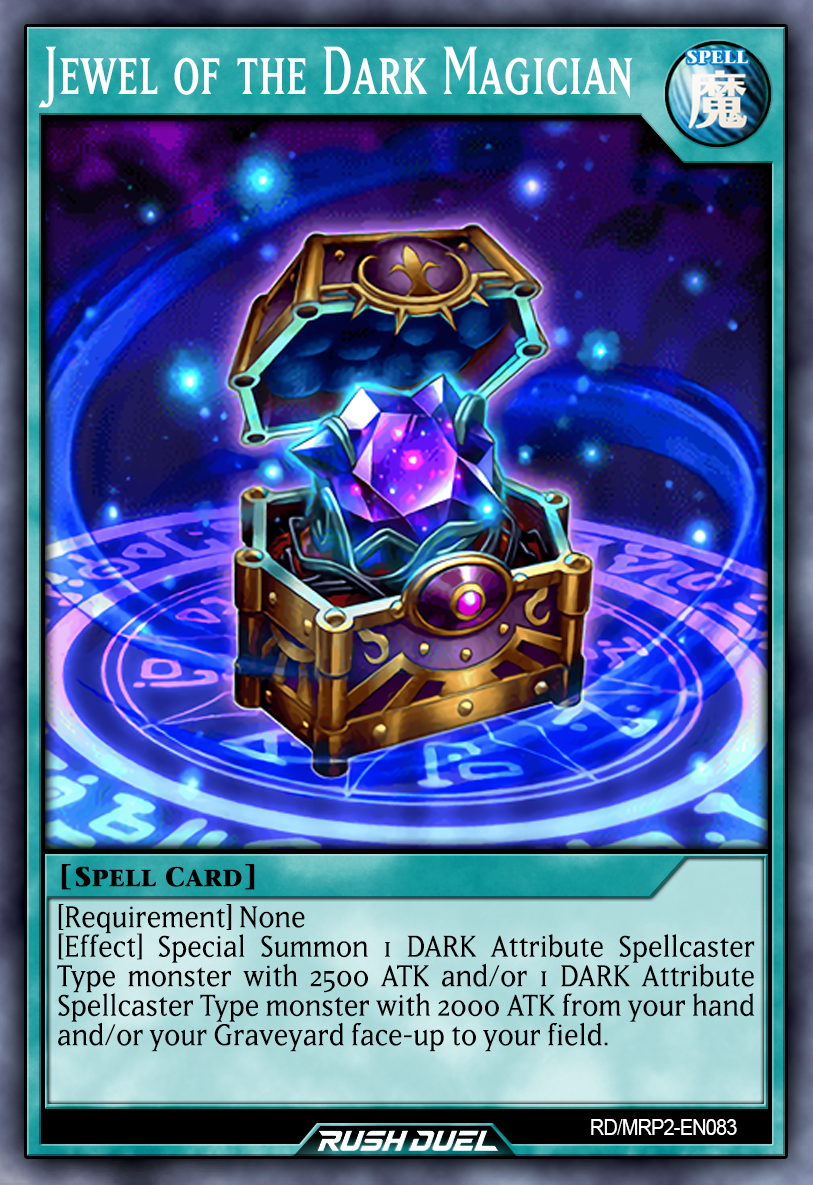 Jewel of the Dark Magician
SPELL
魔
[Spell Card]
[Requirement] None
[Effect] Special Summon 1 DARK Attribute Spellcaster
Type monster with 2500 ATK and/or 1 DARK Attribute
Spellcaster Type monster with 2000 ATK from your hand
and/or your Graveyard face-up to your field.
RD/MRP2-EN083
RUSH DUEL